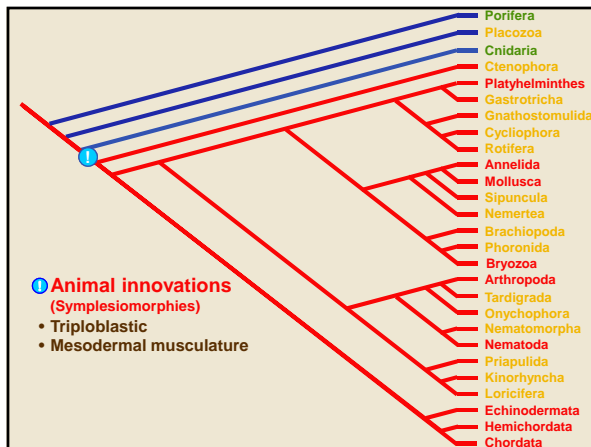 Porifera
Placozoa
Cnidaria
Ctenophora
Platyhelminthes
Gastrotricha
Gnathostomulida
Cycliophora
Rotifera
Annelida
Mollusca
Sipuncula
Nemertea
Brachiopoda
Phoronida
Bryozoa
Arthropoda
Tardigrada
Onychophora
Nematomorpha
Nematoda
Priapulida
Kinorhyncha
Loricifera
Echinodermata
Hemichordata
Chordata
!
! Animal innovations
(Symplesiomorphies)
• Triploblastic
• Mesodermal musculature